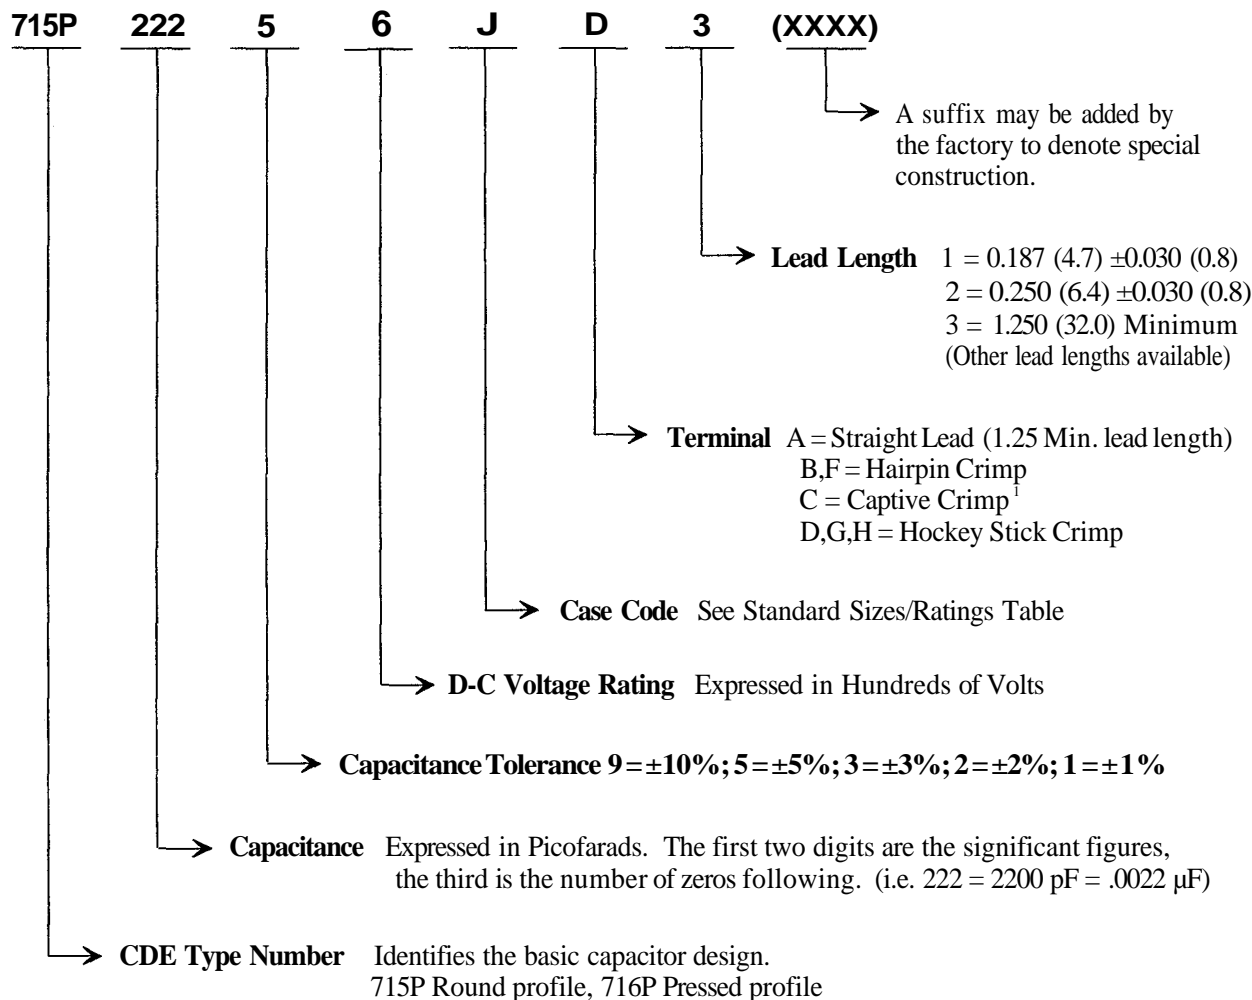 715P 222 5 6 J D 3 (XXXX)
A suffix may be added by
the factory to denote special
construction.
Lead Length 1 = 0.187 (4.7) ±0.030 (0.8)
2 = 0.250 (6.4) ±0.030 (0.8)
3 = 1.250 (32.0) Minimum
(Other lead lengths available)
Terminal A = Straight Lead (1.25 Min. lead length)
B,F = Hairpin Crimp
C = Captive Crimp ¹
D,G,H = Hockey Stick Crimp
Case Code See Standard Sizes/Ratings Table
D-C Voltage Rating Expressed in Hundreds of Volts
Capacitance Tolerance 9=±10%; 5=±5%; 3=±3%; 2=±2%; 1=±1%
Capacitance Expressed in Picofarads. The first two digits are the significant figures,
the third is the number of zeros following. (i.e. 222 = 2200 pF = .0022 µF)
CDE Type Number Identifies the basic capacitor design.
715P Round profile, 716P Pressed profile